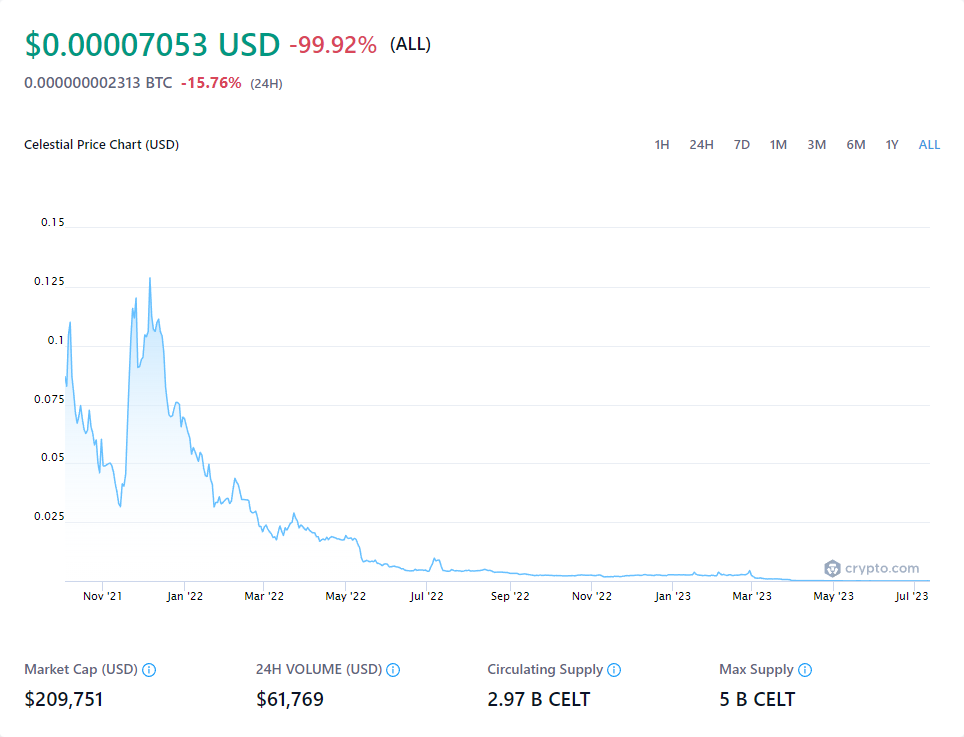 $0.00007053 USD -99.92% (ALL)
0.000000002313 BTC -15.76% (24H)
Celestial Price Chart (USD)
1H 24H 7D 1M 3M 6M 1Y ALL
0.15
0.125
0.1
0.075
0.05
0.025
crypto.com
Nov '21 Jan '22 Mar '22 May '22 Jul '22 Sep '22 Nov '22 Jan '23 Mar '23 May '23 Jul '23
Market Cap (USD) 24H VOLUME (USD) Circulating Supply Max Supply
$209,751 $61,769 2.97 B CELT 5 B CELT